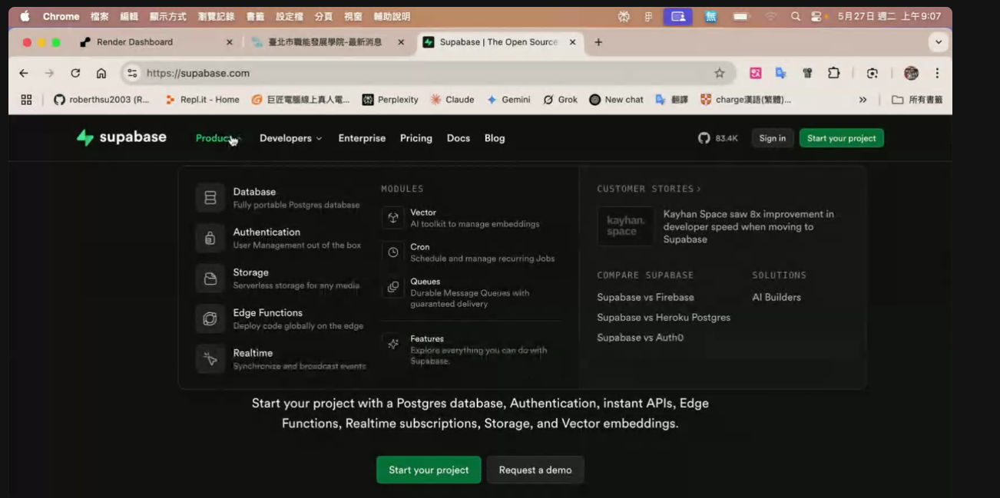 Chrome 檔案 編輯 顯示方式 瀏覽記錄 書籤 設定檔 分頁 視窗 輔助說明 無 5月27日 週二 上午9:07
Render Dashboard 臺北市職能發展學院-最新消息 Supabase | The Open Source
https://supabase.com
roberthsu2003 (R... Repl.it - Home 巨匠電腦線上真人電... Perplexity Claude Gemini Grok New chat 翻譯 charge漢語(繁體)... 所有書籤
supabase Product Developers Enterprise Pricing Docs Blog 83.4K Sign in Start your project
Database
Fully portable Postgres database
Authentication
User Management out of the box
Storage
Serverless storage for any media
Edge Functions
Deploy code globally on the edge
Realtime
Synchronize and broadcast events
MODULES
Vector
AI toolkit to manage embeddings
Cron
Schedule and manage recurring Jobs
Queues
Durable Message Queues with
guaranteed delivery
Features
Explore everything you can do with
Supabase.
CUSTOMER STORIES
kayhan.
space
Kayhan Space saw 8x improvement in
developer speed when moving to
Supabase
COMPARE SUPABASE
Supabase vs Firebase
Supabase vs Heroku Postgres
Supabase vs Auth0
SOLUTIONS
AI Builders
Start your project with a Postgres database, Authentication, instant APIs, Edge
Functions, Realtime subscriptions, Storage, and Vector embeddings.
Start your project Request a demo